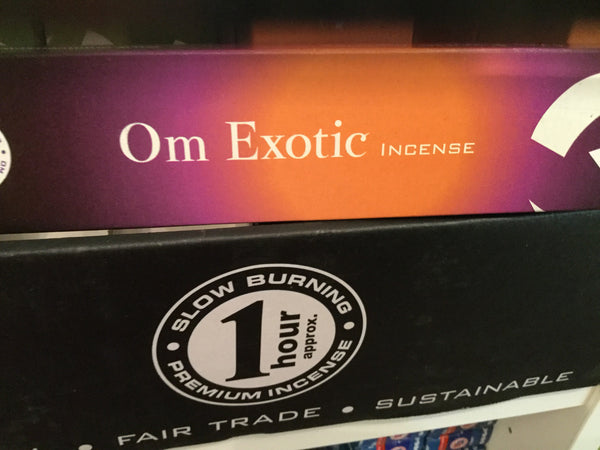 Om Exotic INCENSE
SLOW BURNING
1 hour approx.
PREMIUM INCENSE
• FAIR TRADE • SUSTAINABLE